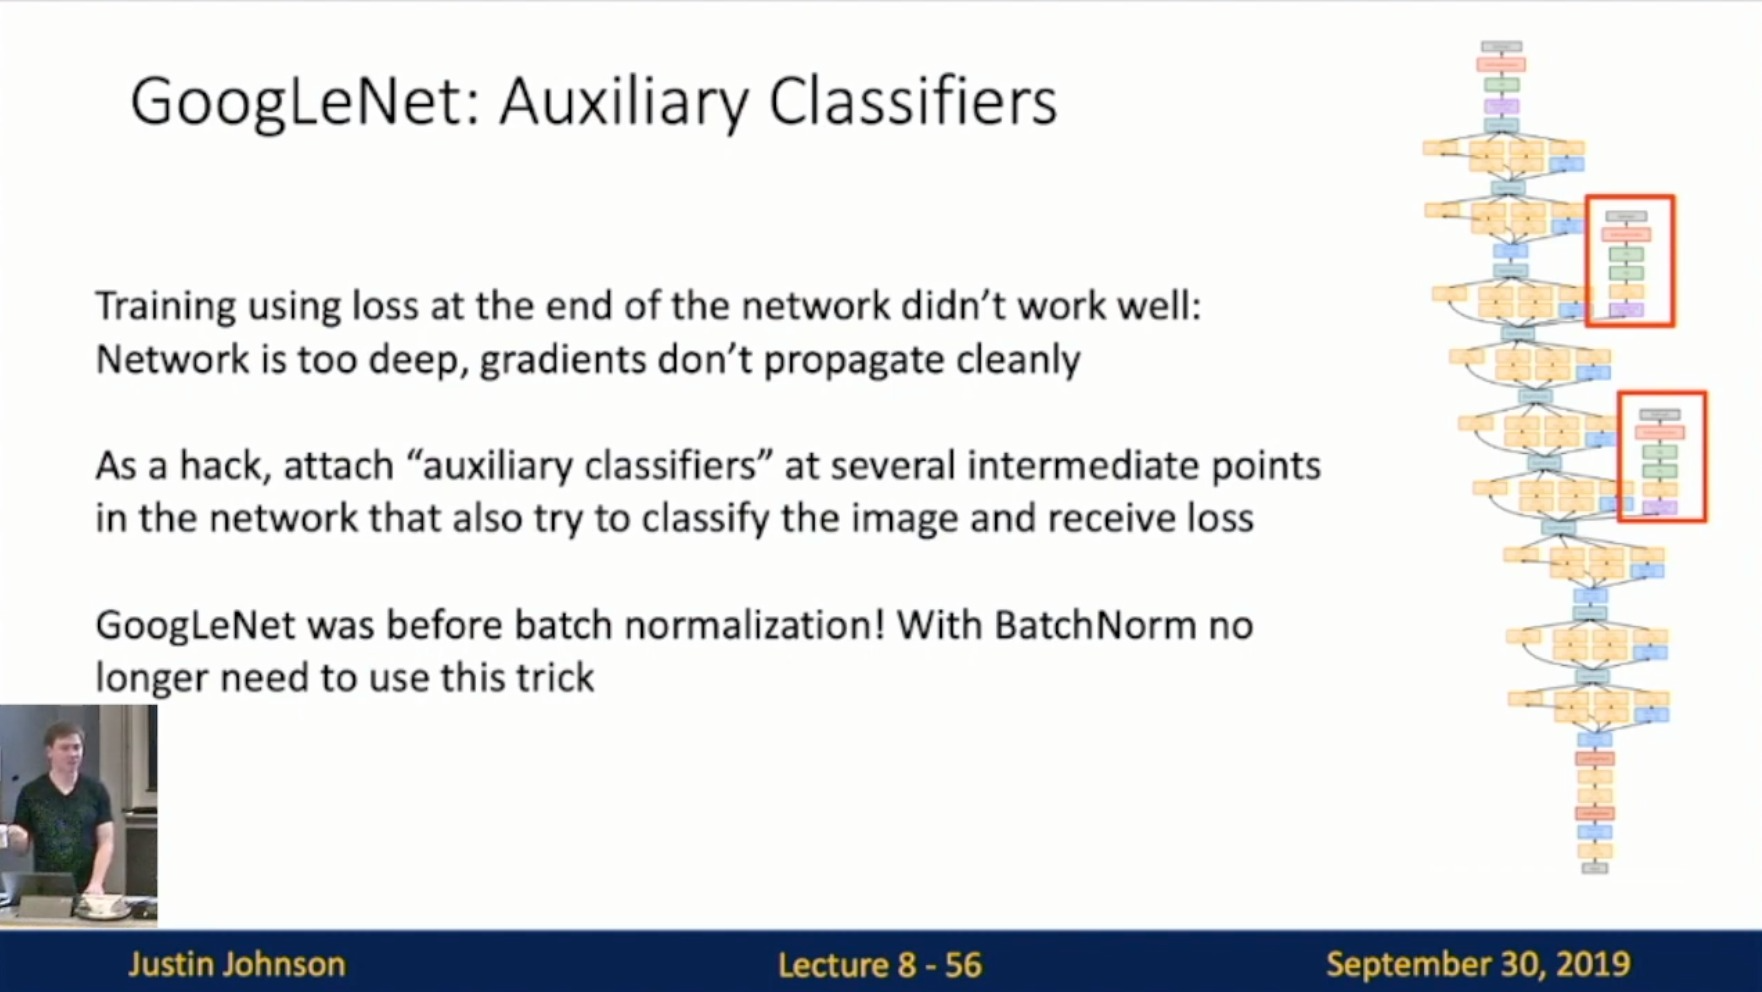 GoogLeNet: Auxiliary Classifiers
Training using loss at the end of the network didn't work well:
Network is too deep, gradients don't propagate cleanly
As a hack, attach “auxiliary classifiers” at several intermediate points
in the network that also try to classify the image and receive loss
GoogLeNet was before batch normalization! With BatchNorm no
longer need to use this trick
Justin Johnson
Lecture 8 - 56
September 30, 2019